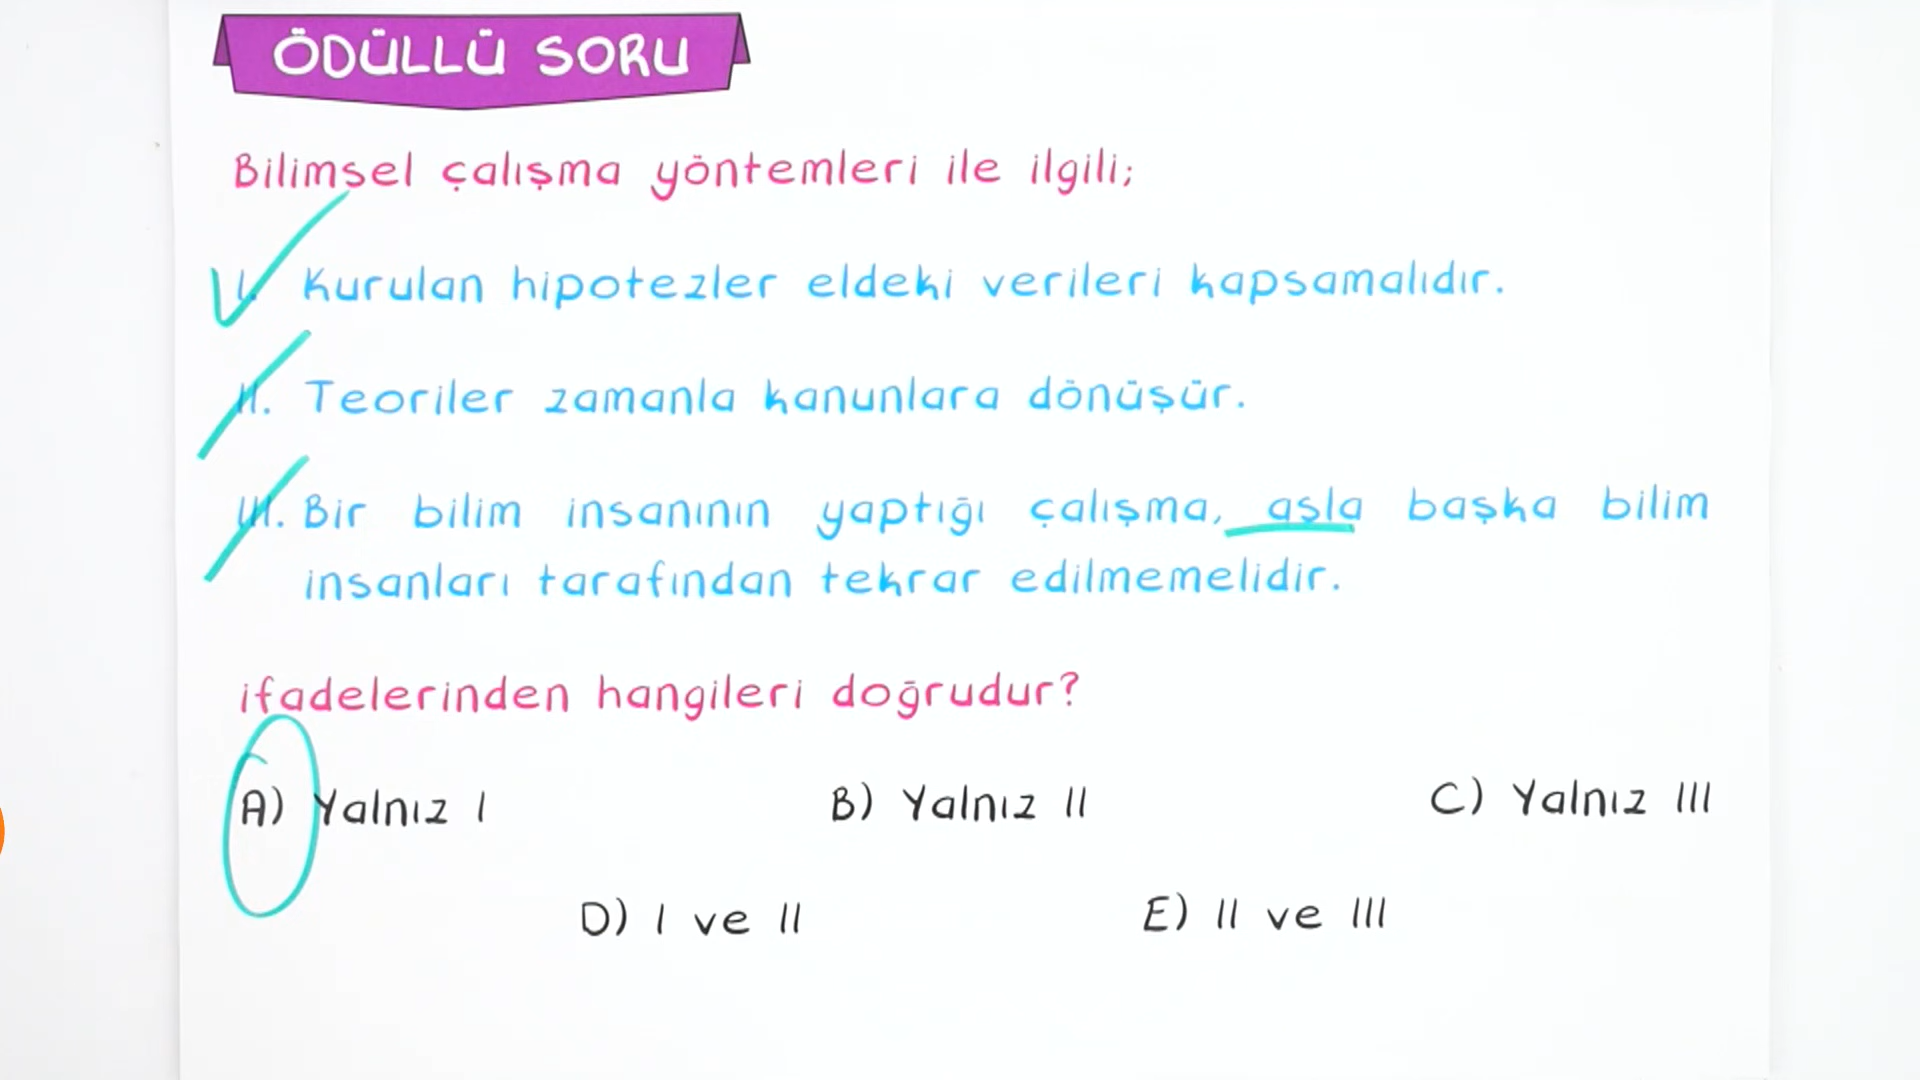 ÖDÜLLÜ SORU
Bilimsel çalışma yöntemleri ile ilgili;
I. Kurulan hipotezler eldeki verileri kapsamalıdır.
II. Teoriler zamanla kanunlara dönüşür.
III. Bir bilim insanının yaptığı çalışma, asla başka bilim
insanları tarafından tekrar edilmemelidir.
ifadelerinden hangileri doğrudur?
A) Yalnız I B) Yalnız II C) Yalnız III
D) I ve II E) II ve III